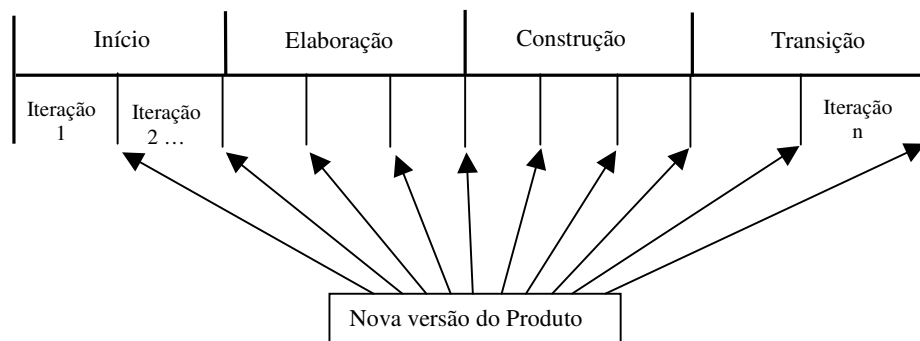 Início
Elaboração
Construção
Transição
Iteração
1
Iteração
2 …
Iteração
n
Nova versão do Produto